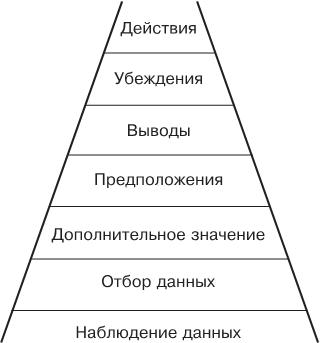 Действия
Убеждения
Выводы
Предположения
Дополнительное значение
Отбор данных
Наблюдение данных